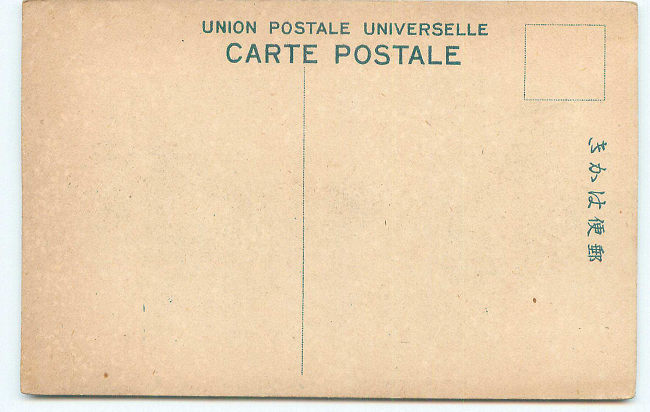 UNION POSTALE UNIVERSELLE
CARTE POSTALE
郵便はかき